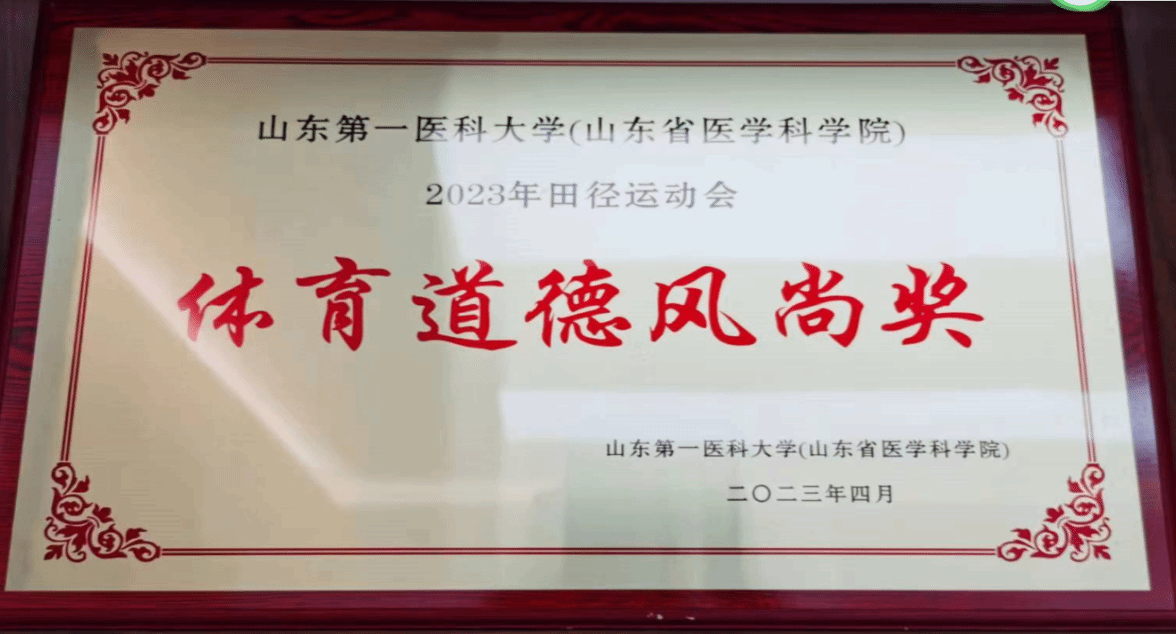 山东第一医科大学(山东省医学科学院)
2023年田径运动会
体育道德风尚奖
山东第一医科大学(山东省医学科学院)
二〇二三年四月